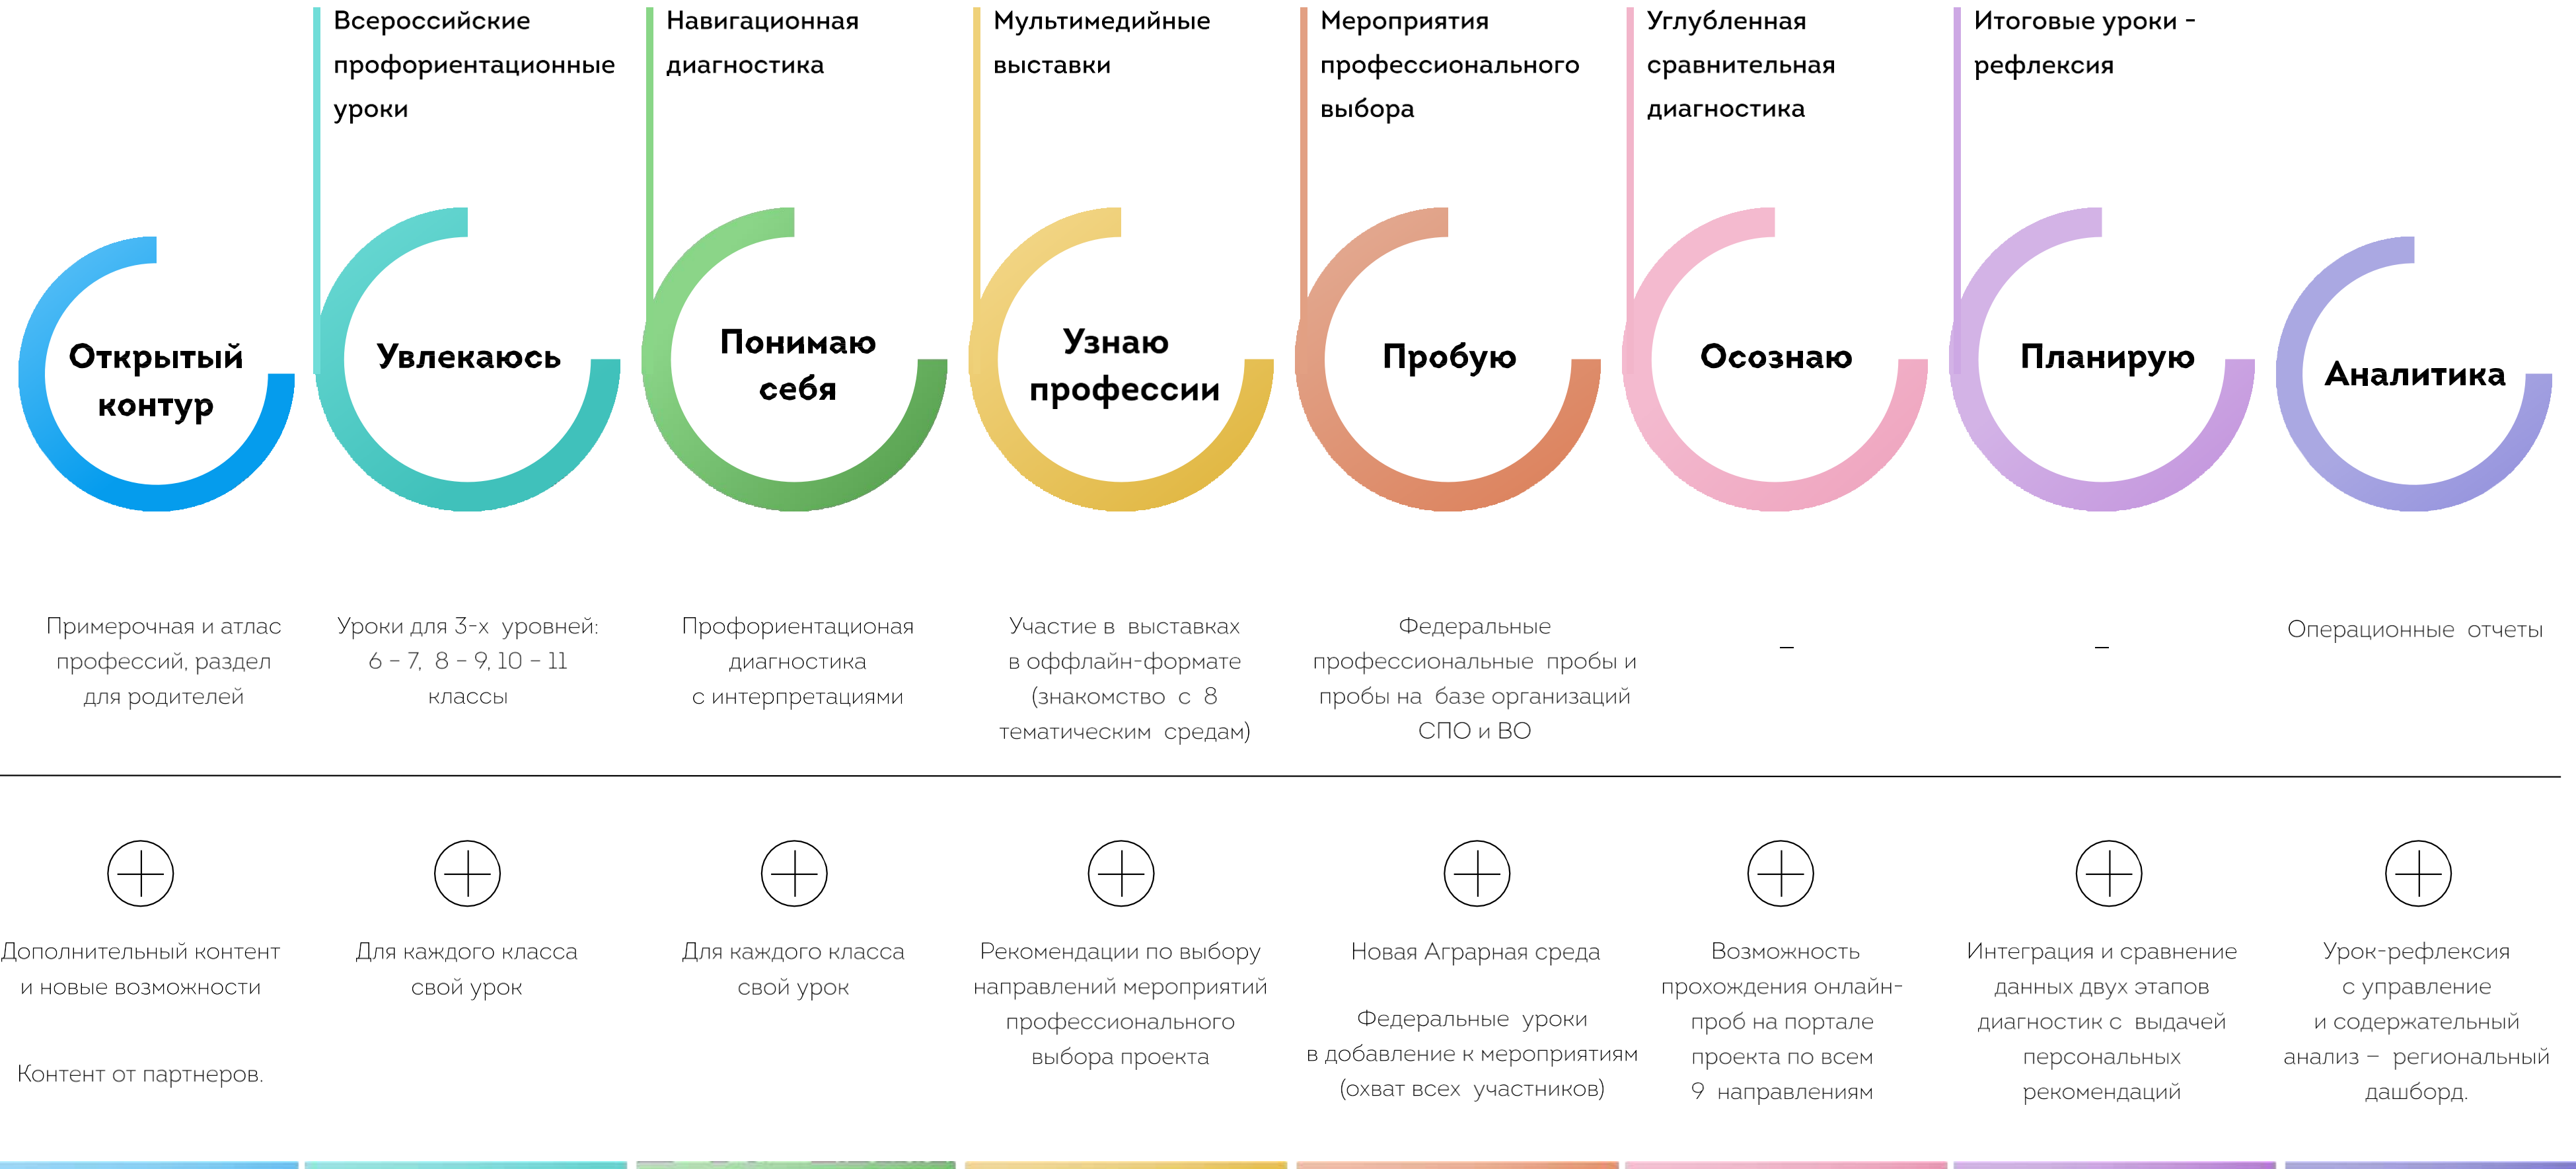 Всероссийские
профориентационные
уроки
Навигационная
диагностика
Мультимедийные
выставки
Мероприятия
профессионального
выбора
Углубленная
сравнительная
диагностика
Итоговые уроки -
рефлексия
Открытый
контур
Увлекаюсь
Понимаю
себя
Узнаю
профессии
Пробую
Осознаю
Планирую
Аналитика
Примерочная и атлас
профессий, раздел
для родителей
Уроки для 3-х уровней:
6 – 7, 8 – 9, 10 – 11
классы
Профориентационая
диагностика
с интерпретациями
Участие в выставках
в оффлайн-формате
(знакомство с 8
тематическим средам)
Федеральные
профессиональные пробы и
пробы на базе организаций
СПО и ВО
–
–
Операционные отчеты
Дополнительный контент
и новые возможности
Контент от партнеров.
Для каждого класса
свой урок
Для каждого класса
свой урок
Рекомендации по выбору
направлений мероприятий
профессионального
выбора проекта
Новая Аграрная среда
Федеральные уроки
в добавление к мероприятиям
(охват всех участников)
Возможность
прохождения онлайн-
проб на портале
проекта по всем
9 направлениям
Интеграция и сравнение
данных двух этапов
диагностик с выдачей
персональных
рекомендаций
Урок-рефлексия
с управление
и содержательный
анализ – региональный
дашборд.